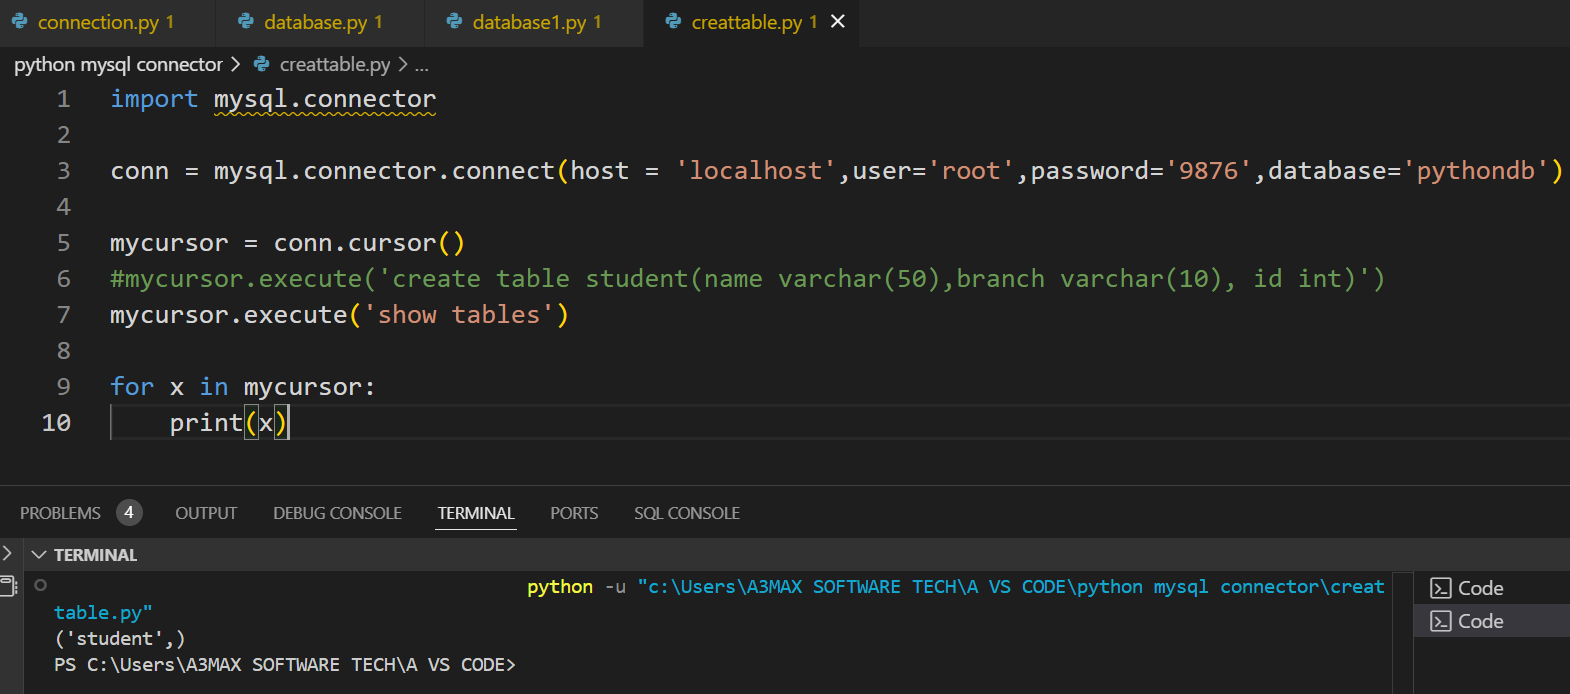 connection.py 1 database.py 1 database1.py 1 creattable.py 1
python mysql connector > creattable.py > ...
1 import mysql.connector
2
3 conn = mysql.connector.connect(host = 'localhost',user='root',password='9876',database='pythondb')
4
5 mycursor = conn.cursor()
6 #mycursor.execute('create table student(name varchar(50),branch varchar(10), id int)')
7 mycursor.execute('show tables')
8
9 for x in mycursor:
10     print(x)
PROBLEMS 4 OUTPUT DEBUG CONSOLE TERMINAL PORTS SQL CONSOLE
TERMINAL
python -u "c:\Users\A3MAX SOFTWARE TECH\A VS CODE\python mysql connector\creat
table.py"
('student',)
PS C:\Users\A3MAX SOFTWARE TECH\A VS CODE>
Code
Code